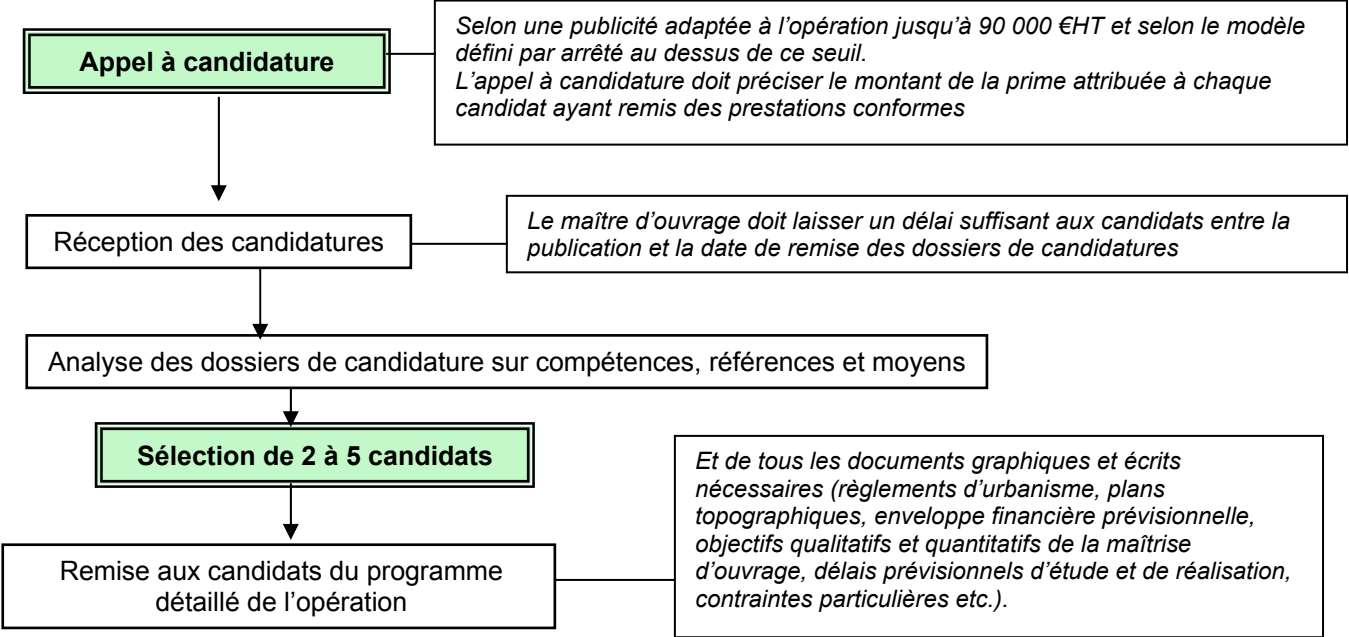 Appel à candidature
Selon une publicité adaptée à l’opération jusqu’à 90 000 €HT et selon le modèle
défini par arrêté au dessus de ce seuil.
L’appel à candidature doit préciser le montant de la prime attribuée à chaque
candidat ayant remis des prestations conformes
Réception des candidatures
Le maître d’ouvrage doit laisser un délai suffisant aux candidats entre la
publication et la date de remise des dossiers de candidatures
Analyse des dossiers de candidature sur compétences, références et moyens
Sélection de 2 à 5 candidats
Remise aux candidats du programme
détaillé de l’opération
Et de tous les documents graphiques et écrits
nécessaires (règlements d’urbanisme, plans
topographiques, enveloppe financière prévisionnelle,
objectifs qualitatifs et quantitatifs de la maîtrise
d’ouvrage, délais prévisionnels d’étude et de réalisation,
contraintes particulières etc.).